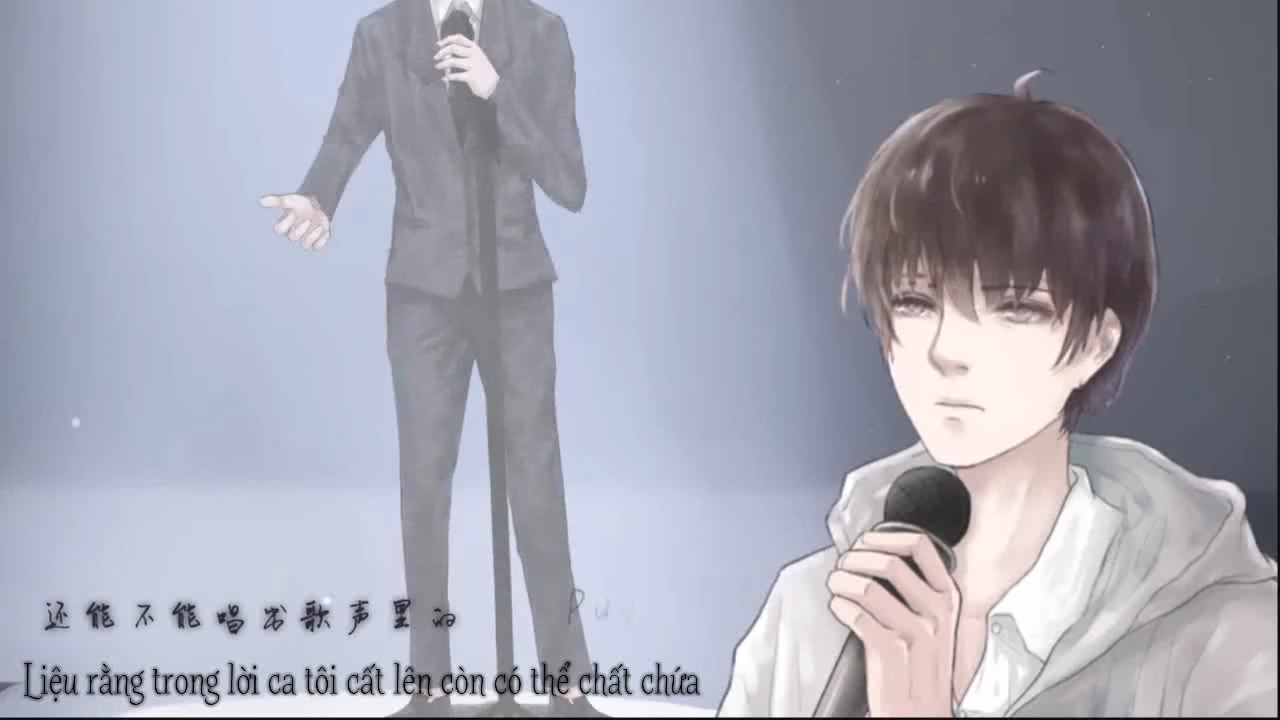 还能不能唱出歌声里的
Liệu rằng trong lời ca tôi cất lên còn có thể chất chứa